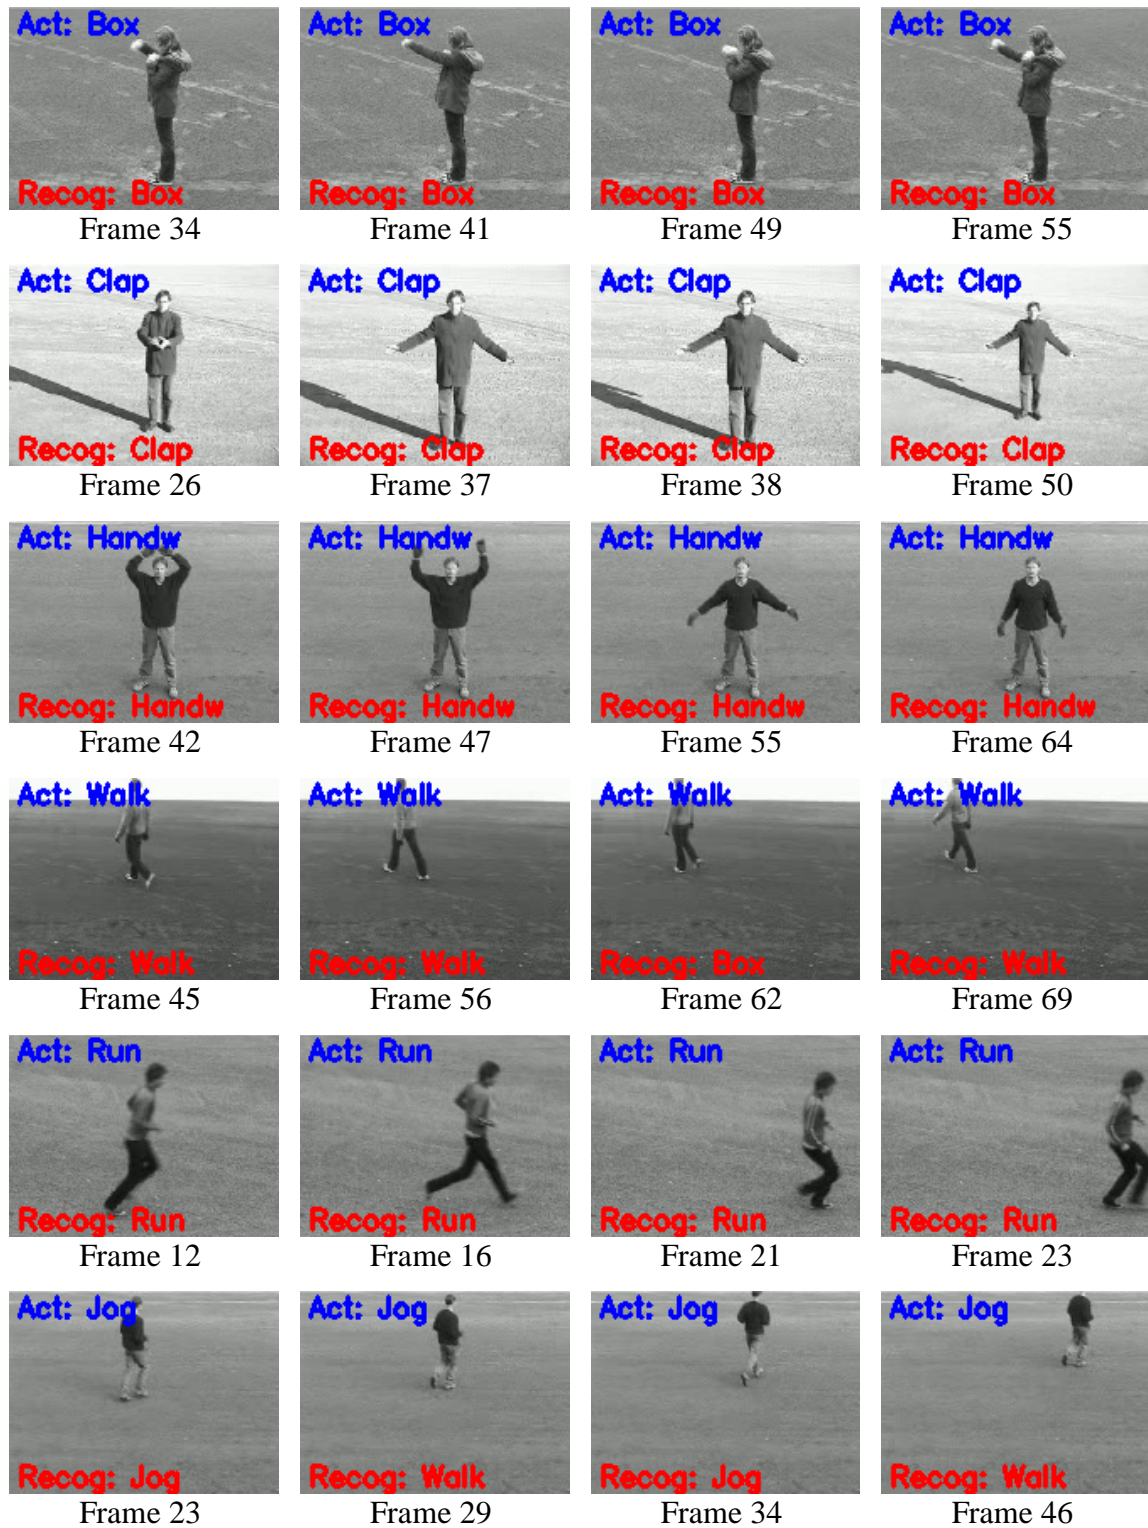 Act: Box Act: Box Act: Box Act: Box
Recog: Box Recog: Box Recog: Box Recog: Box
Frame 34 Frame 41 Frame 49 Frame 55
Act: Clap Act: Clap Act: Clap Act: Clap
Recog: Clap Recog: Clap Recog: Clap Recog: Clap
Frame 26 Frame 37 Frame 38 Frame 50
Act: Handw Act: Handw Act: Handw Act: Handw
Recog: Handw Recog: Handw Recog: Handw Recog: Handw
Frame 42 Frame 47 Frame 55 Frame 64
Act: Walk Act: Walk Act: Walk Act: Walk
Recog: Walk Recog: Walk Recog: Box Recog: Walk
Frame 45 Frame 56 Frame 62 Frame 69
Act: Run Act: Run Act: Run Act: Run
Recog: Run Recog: Run Recog: Run Recog: Run
Frame 12 Frame 16 Frame 21 Frame 23
Act: Jog Act: Jog Act: Jog Act: Jog
Recog: Jog Recog: Walk Recog: Jog Recog: Walk
Frame 23 Frame 29 Frame 34 Frame 46